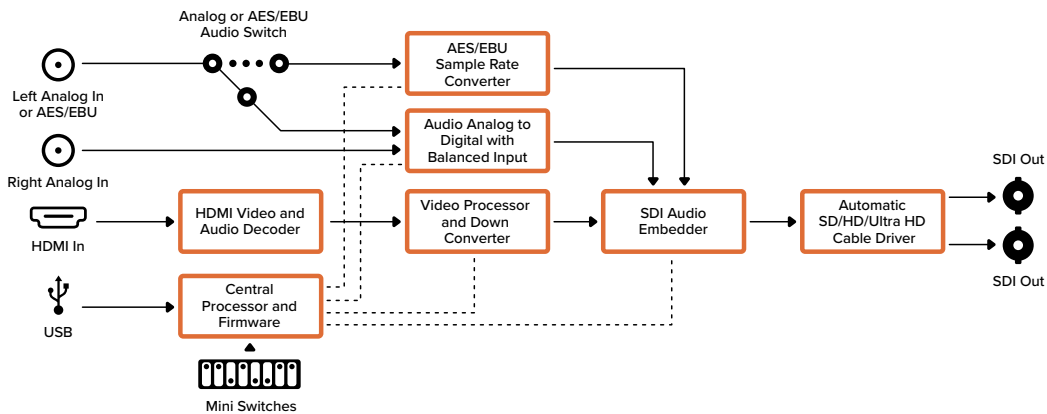 Analog or AES/EBU
Audio Switch
Left Analog In
or AES/EBU
AES/EBU
Sample Rate
Converter
Right Analog In
Audio Analog to
Digital with
Balanced Input
HDMI In
HDMI Video and
Audio Decoder
Video Processor
and Down
Converter
SDI Audio
Embedder
Automatic
SD/HD/Ultra HD
Cable Driver
SDI Out
SDI Out
USB
Central
Processor and
Firmware
Mini Switches